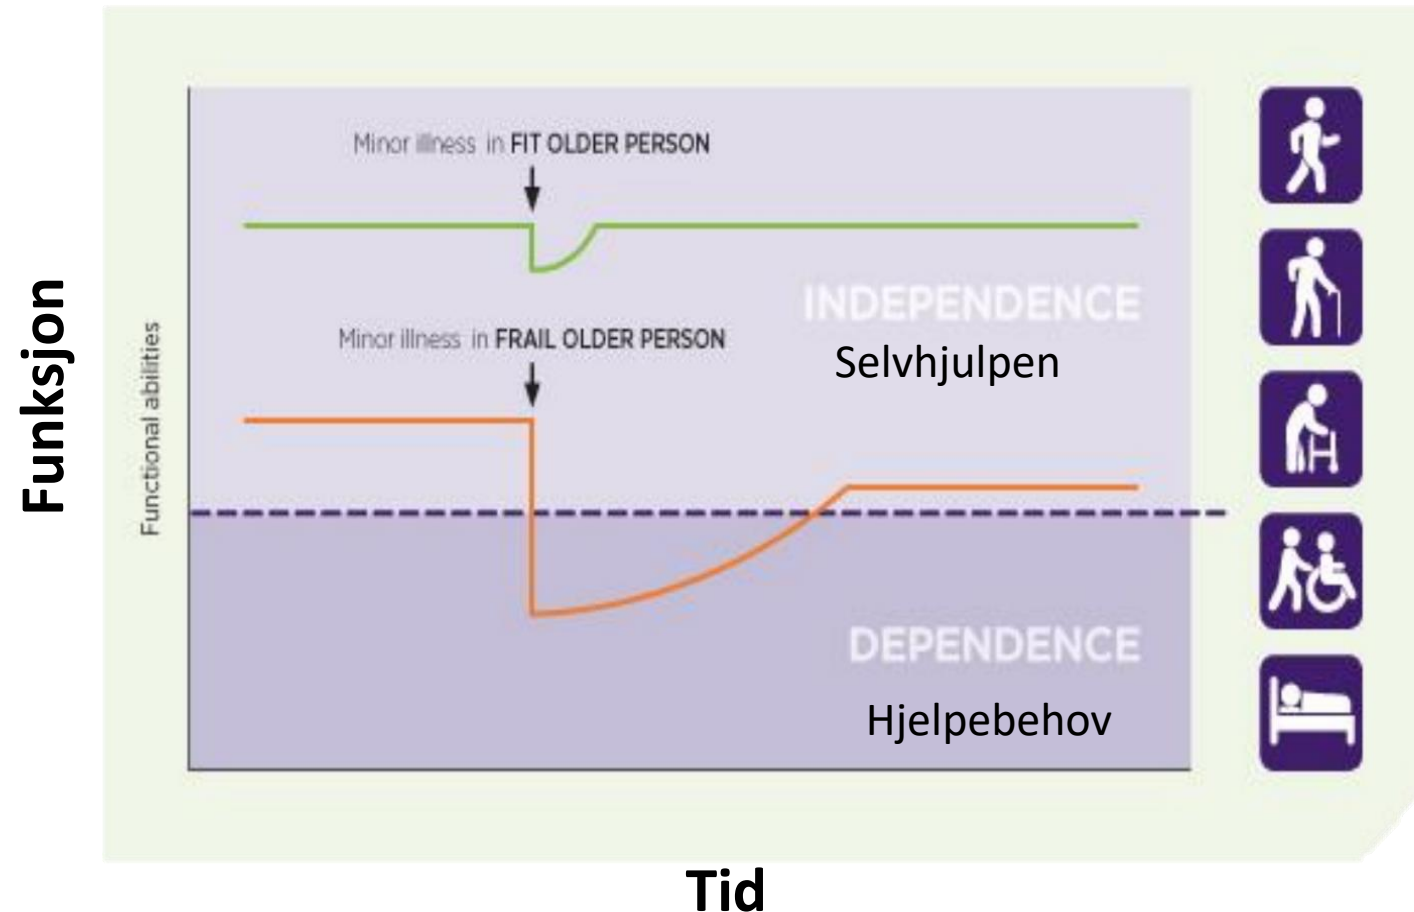 Minor illness in FIT OLDER PERSON
INDEPENDENCE
Minor illness in FRAIL OLDER PERSON
Selvhjulpen
Funksjon
Functional abilities
DEPENDENCE
Hjelpebehov
Tid